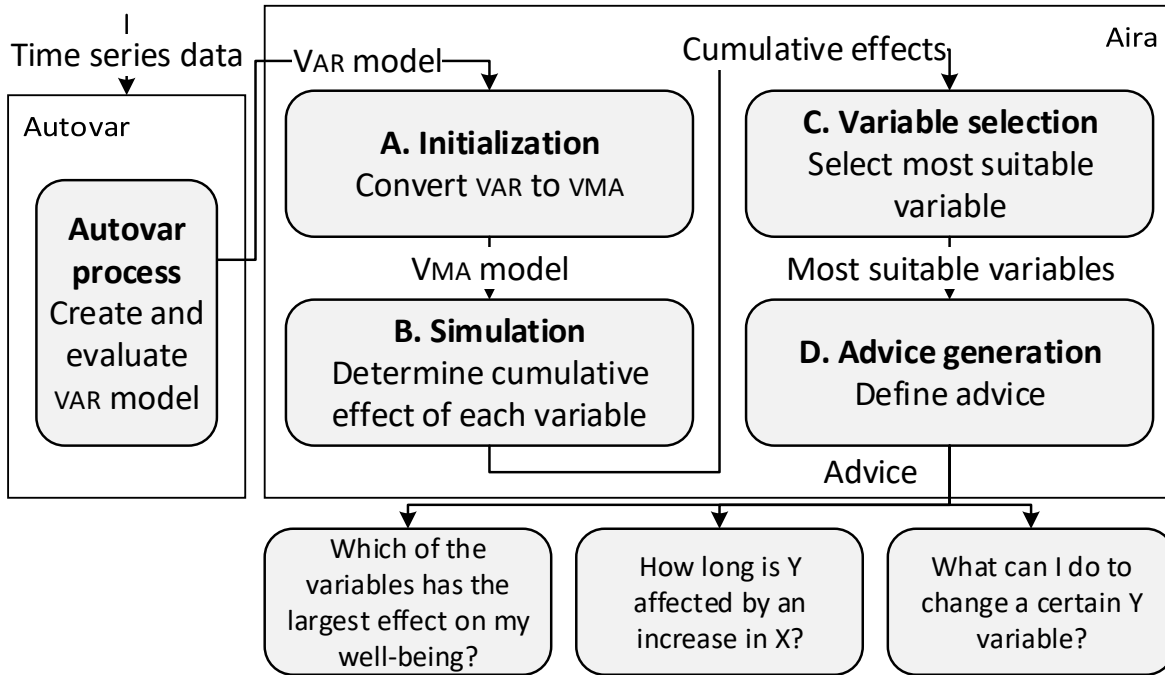 Time series data
Autovar
Autovar
process
Create and
evaluate
VAR model
Aira
VAR model
A. Initialization
Convert VAR to VMA
VMA model
B. Simulation
Determine cumulative
effect of each variable
Cumulative effects
C. Variable selection
Select most suitable
variable
Most suitable variables
D. Advice generation
Define advice
Advice
Which of the
variables has the
largest effect on my
well-being?
How long is Y
affected by an
increase in X?
What can I do to
change a certain Y
variable?